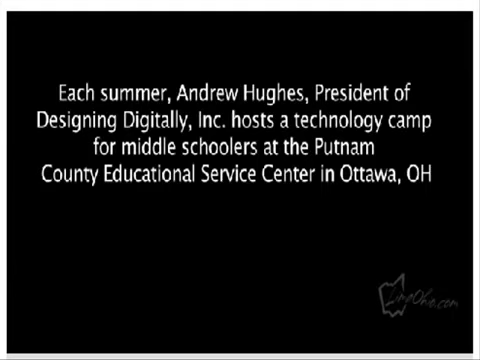 Each summer, Andrew Hughes, President of
Designing Digitally, Inc. hosts a technology camp
for middle schoolers at the Putnam
County Educational Service Center in Ottawa, OH